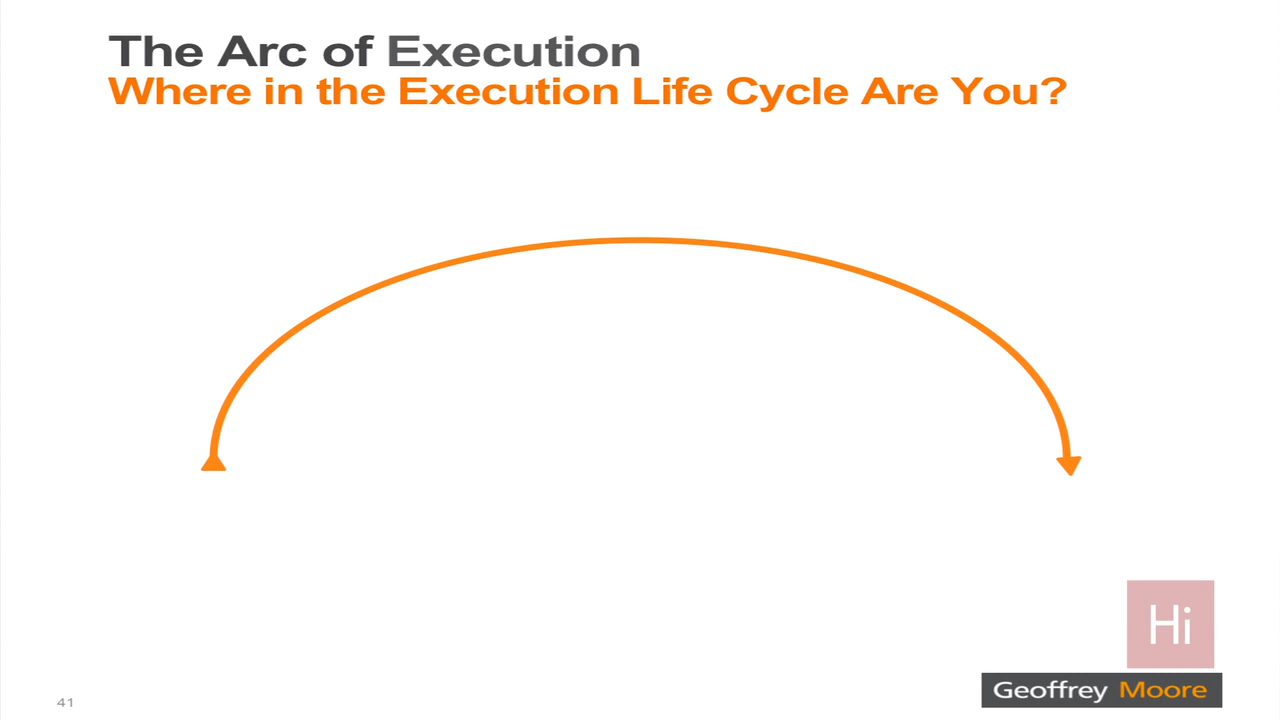 The Arc of Execution
Where in the Execution Life Cycle Are You?
Hi
Geoffrey Moore
41